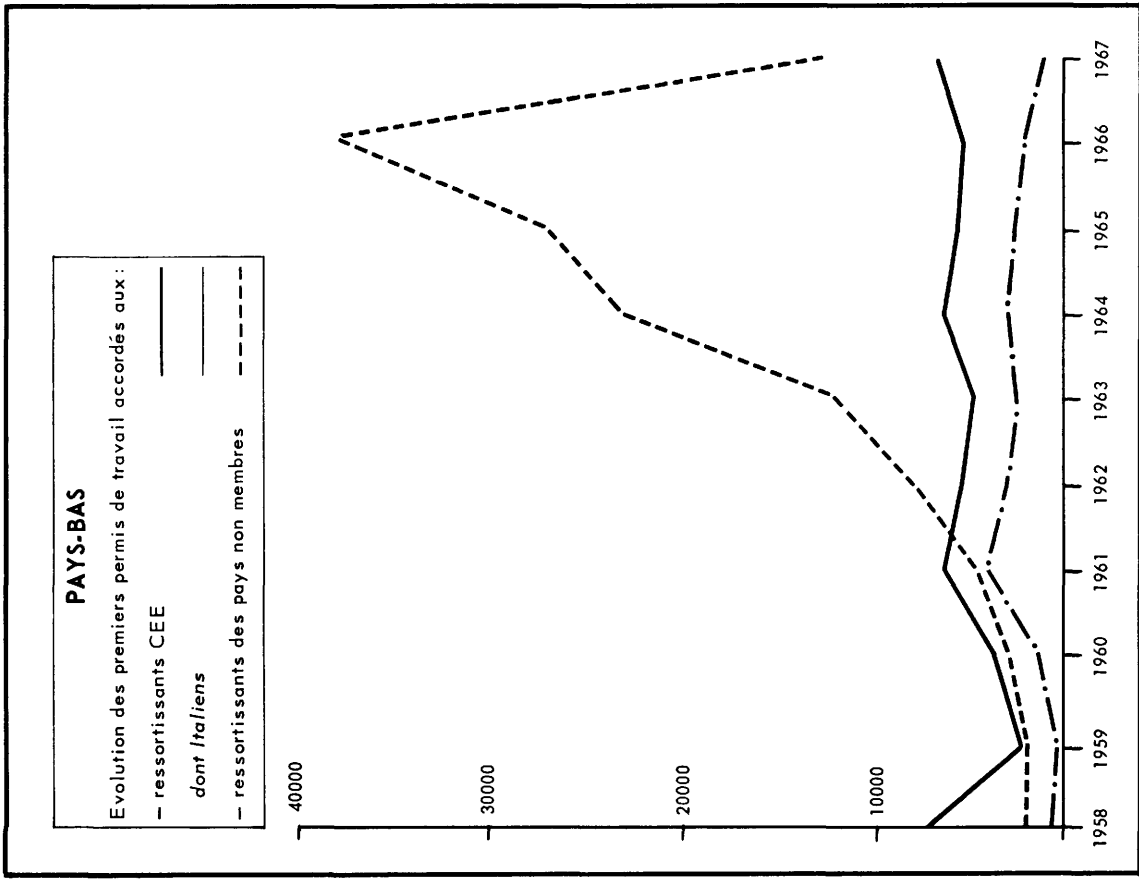 PAYS-BAS
Evolution des premiers permis de travail accordés aux :
– ressortissants CEE
dont Italiens
– ressortissants des pays non membres
40000
30000
20000
10000
1958 1959 1960 1961 1962 1963 1964 1965 1966 1967